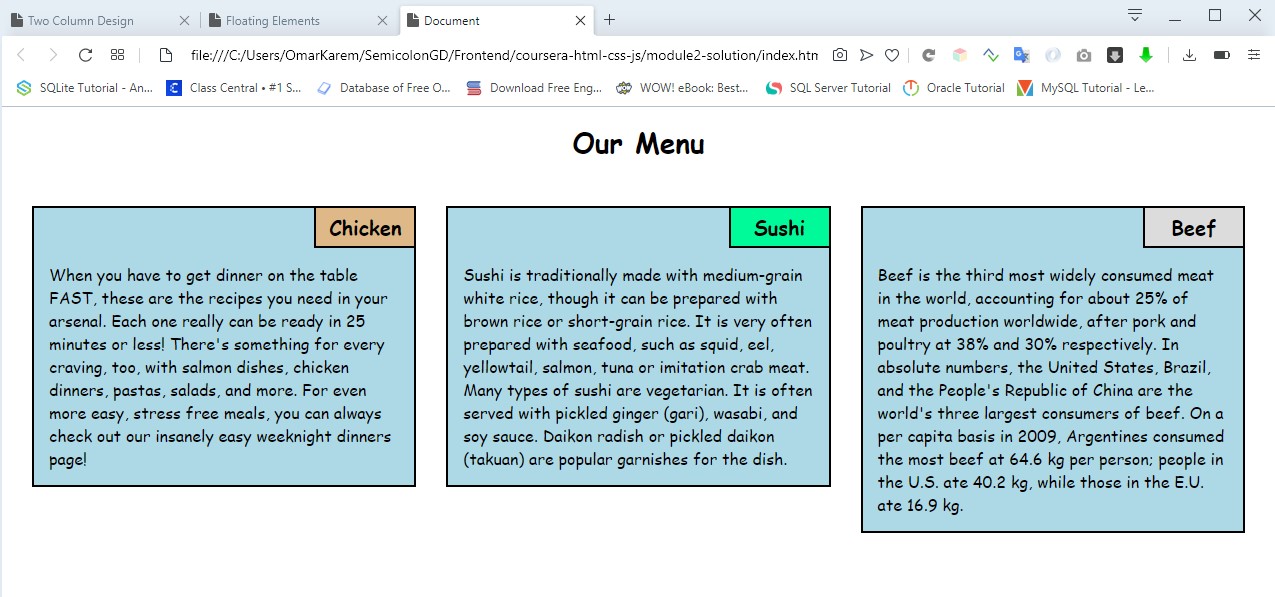 Two Column Design
Floating Elements
Document
file:///C:/Users/OmarKarem/SemicolonGD/Frontend/coursera-html-css-js/module2-solution/index.htm
SQLite Tutorial - An...
Class Central • #1 S...
Database of Free O...
Download Free Eng...
WOW! eBook: Best...
SQL Server Tutorial
Oracle Tutorial
MySQL Tutorial - Le...
Our Menu
Chicken
When you have to get dinner on the table
FAST, these are the recipes you need in your
arsenal. Each one really can be ready in 25
minutes or less! There's something for every
craving, too, with salmon dishes, chicken
dinners, pastas, salads, and more. For even
more easy, stress free meals, you can always
check out our insanely easy weeknight dinners
page!
Sushi
Sushi is traditionally made with medium-grain
white rice, though it can be prepared with
brown rice or short-grain rice. It is very often
prepared with seafood, such as squid, eel,
yellowtail, salmon, tuna or imitation crab meat.
Many types of sushi are vegetarian. It is often
served with pickled ginger (gari), wasabi, and
soy sauce. Daikon radish or pickled daikon
(takuan) are popular garnishes for the dish.
Beef
Beef is the third most widely consumed meat
in the world, accounting for about 25% of
meat production worldwide, after pork and
poultry at 38% and 30% respectively. In
absolute numbers, the United States, Brazil,
and the People's Republic of China are the
world's three largest consumers of beef. On a
per capita basis in 2009, Argentines consumed
the most beef at 64.6 kg per person; people in
the U.S. ate 40.2 kg, while those in the E.U.
ate 16.9 kg.